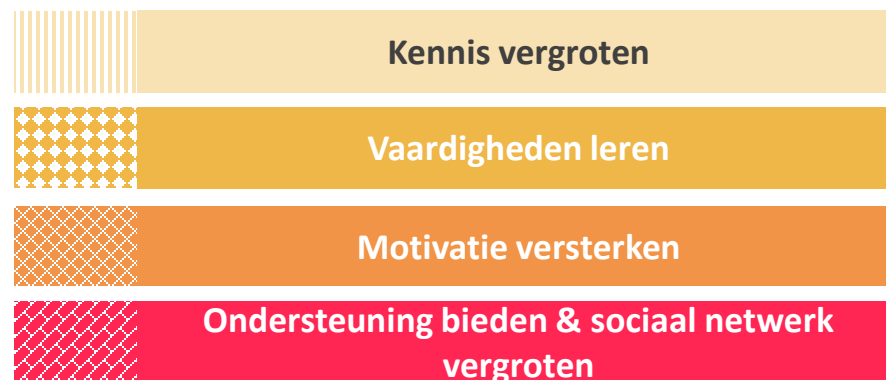 Kennis vergroten
Vaardigheden leren
Motivatie versterken
Ondersteuning bieden & sociaal netwerk
vergroten